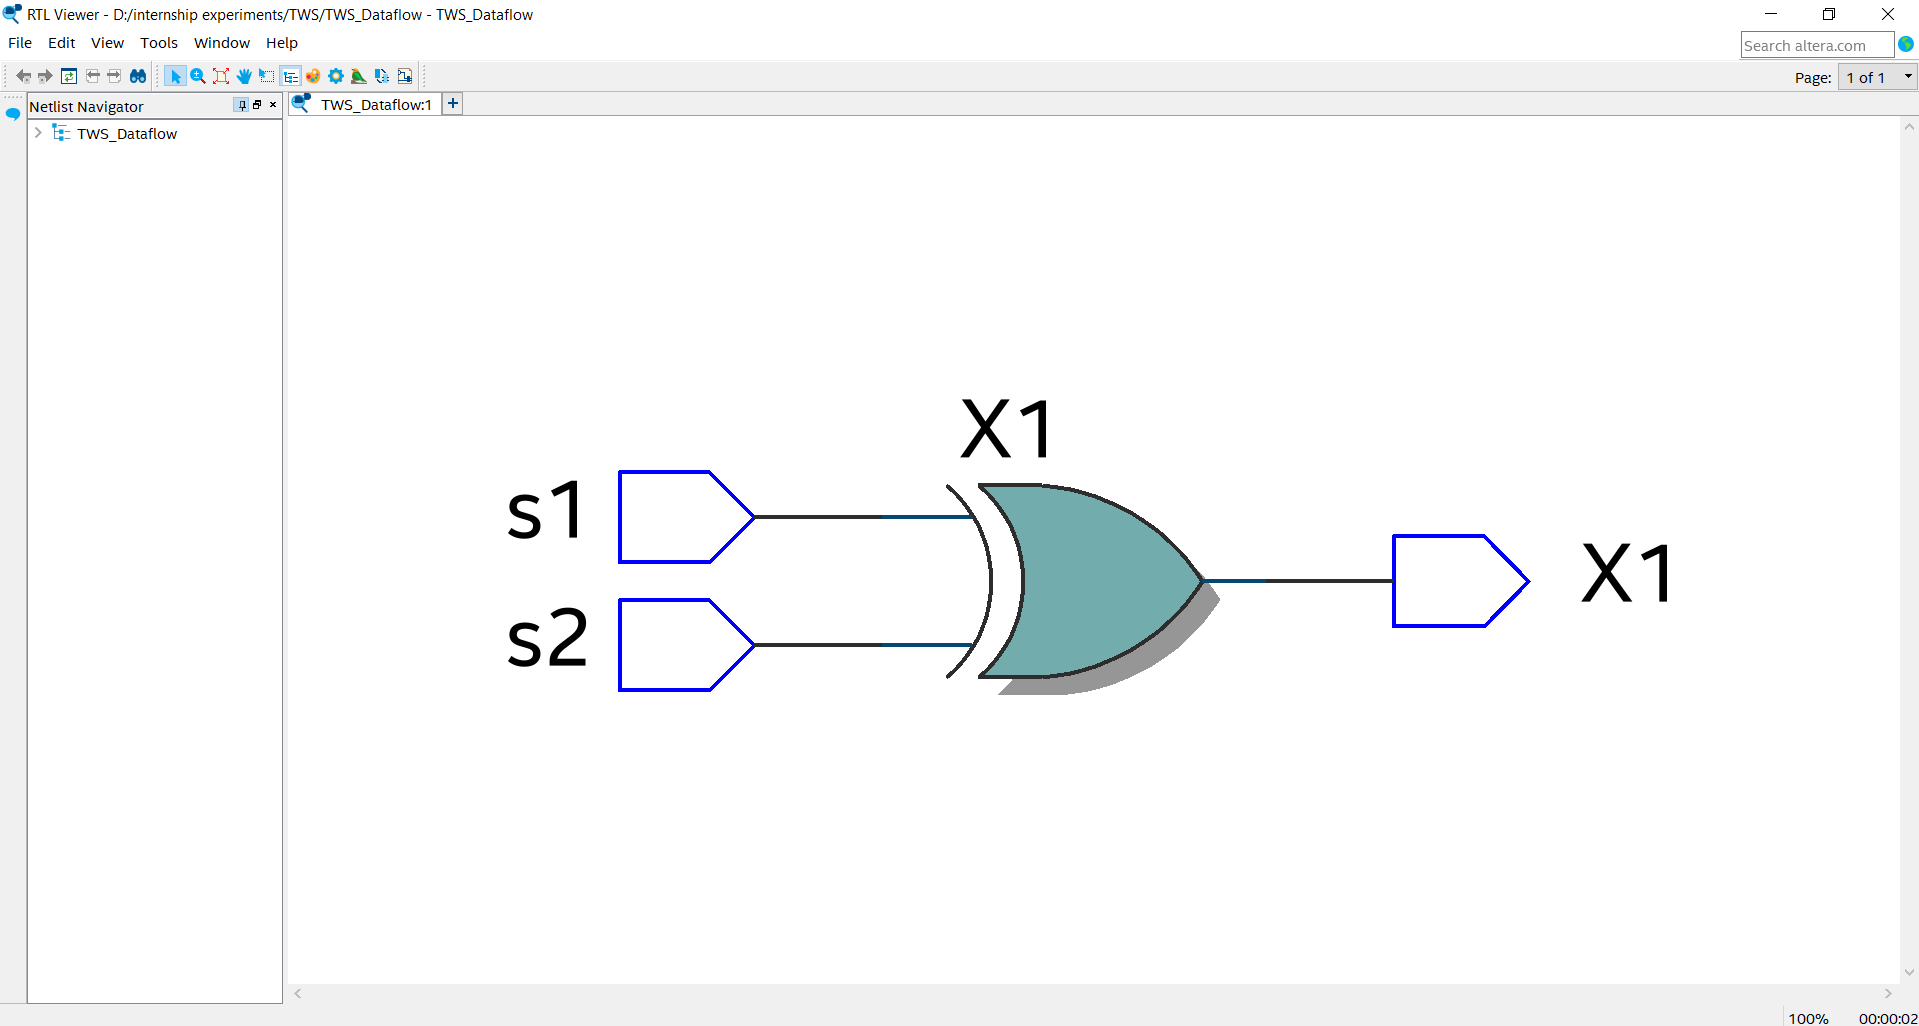 RTL Viewer - D:/internship experiments/TWS/TWS_Dataflow - TWS_Dataflow
File Edit View Tools Window Help
Search altera.com
Page: 1 of 1
Netlist Navigator
TWS_Dataflow:1
TWS_Dataflow
X1
s1
s2
X1
100% 00:00:02